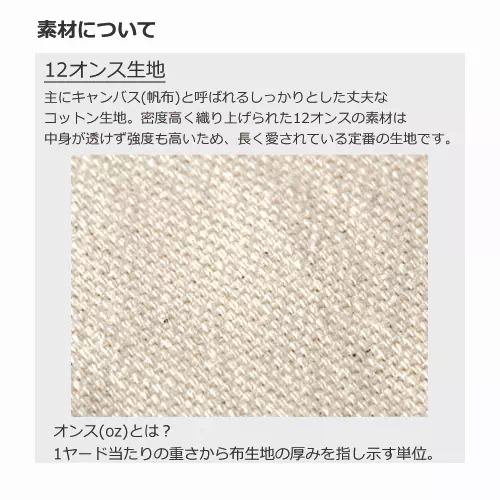 素材について
12オンス生地
主にキャンバス(帆布)と呼ばれるしっかりとした丈夫な
コットン生地。密度高く織り上げられた12オンスの素材は
中身が透けず強度も高いため、長く愛されている定番の生地です。
オンス(oz)とは？
1ヤード当たりの重さから布生地の厚みを指し示す単位。